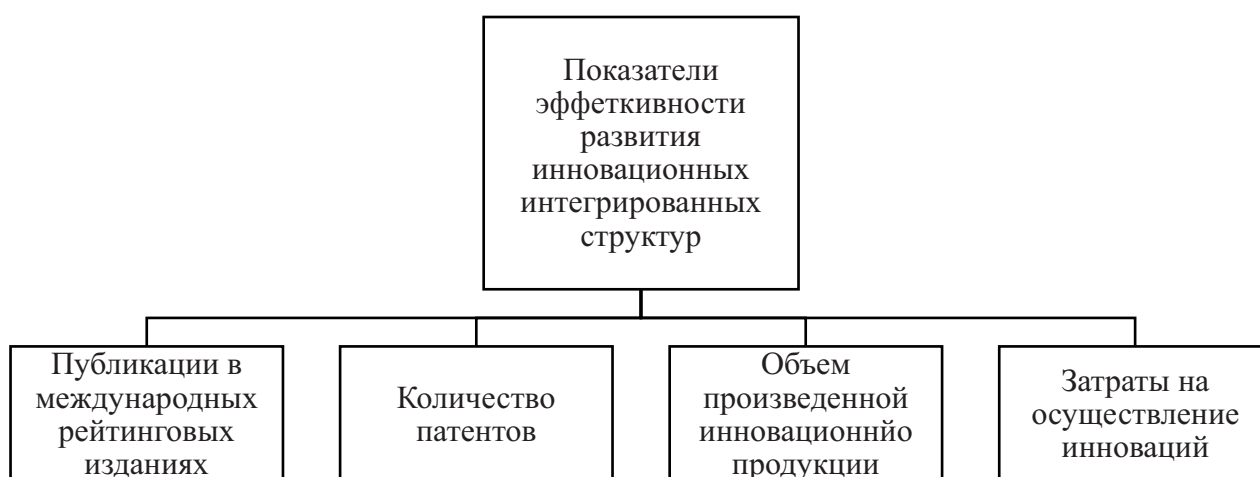 Показатели
эффеткивности
развития
инновационных
интегрированных
структур
Публикации в
международных
рейтинговых
изданиях
Количество
патентов
Объем
произведенной
инновационнйо
продукции
Затраты на
осуществление
инноваций